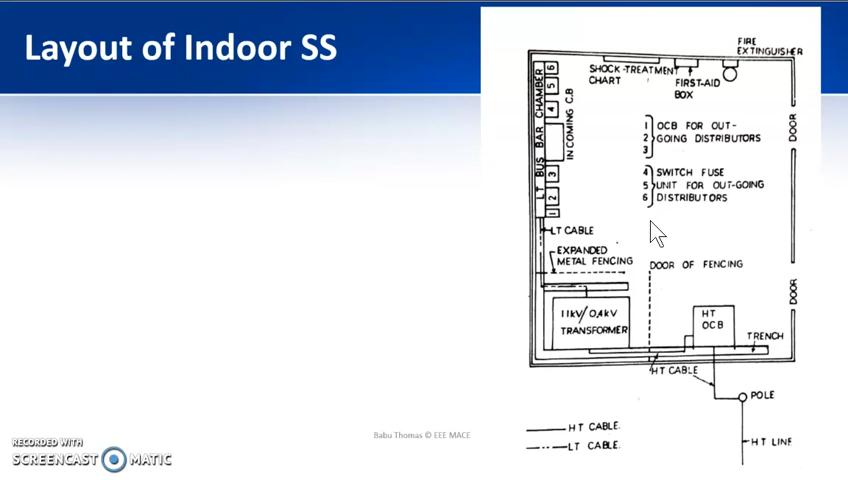 Layout of Indoor SS
FIRE
EXTINGUISHER
SHOCK-TREATMENT
CHART
FIRST-AID
BOX
LT BUS BAR CHAMBER
6
5
4
INCOMING C.B
3
2
1
1 OCB FOR OUT-
2 GOING DISTRIBUTORS
3
4 SWITCH FUSE
5 UNIT FOR OUT-GOING
6 DISTRIBUTORS
DOOR
LT CABLE
EXPANDED
METAL FENCING
DOOR OF FENCING
DOOR
11kV/0,4kV
TRANSFORMER
HT
OCB
TRENCH
HT CABLE
POLE
HT LINE
HT CABLE.
LT CABLE.
Babu Thomas © EEE MACE
RECORDED WITH
SCREENCAST MATIC